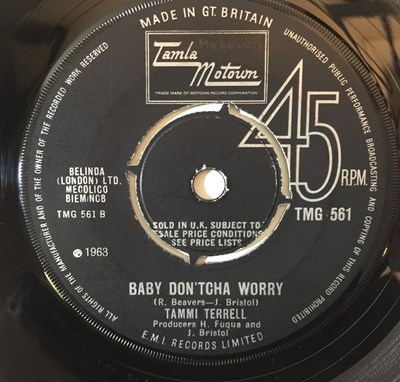 MADE IN GT. BRITAIN
UNAUTHORISED PUBLIC PERFORMANCE BROADCASTING AND COPYING OF THIS RECORD PROHIBITED
ALL RIGHTS OF THE MANUFACTURER AND OF THE OWNER OF THE RECORDED WORK RESERVED
Tamla
Motown
TRADE MARK OF MOTOWN RECORD CORPORATION
45
R.P.M.
BELINDA
(LONDON) LTD.
MECOLICO
BIEM/NCB
TMG 561 B
TMG 561
SOLD IN U.K. SUBJECT TO
RESALE PRICE CONDITIONS
SEE PRICE LISTS
℗ 1963
BABY DON'TCHA WORRY
(R. Beavers—J. Bristol)
TAMMI TERRELL
Producers H. Fuqua and
J. Bristol
E.M.I. RECORDS LIMITED